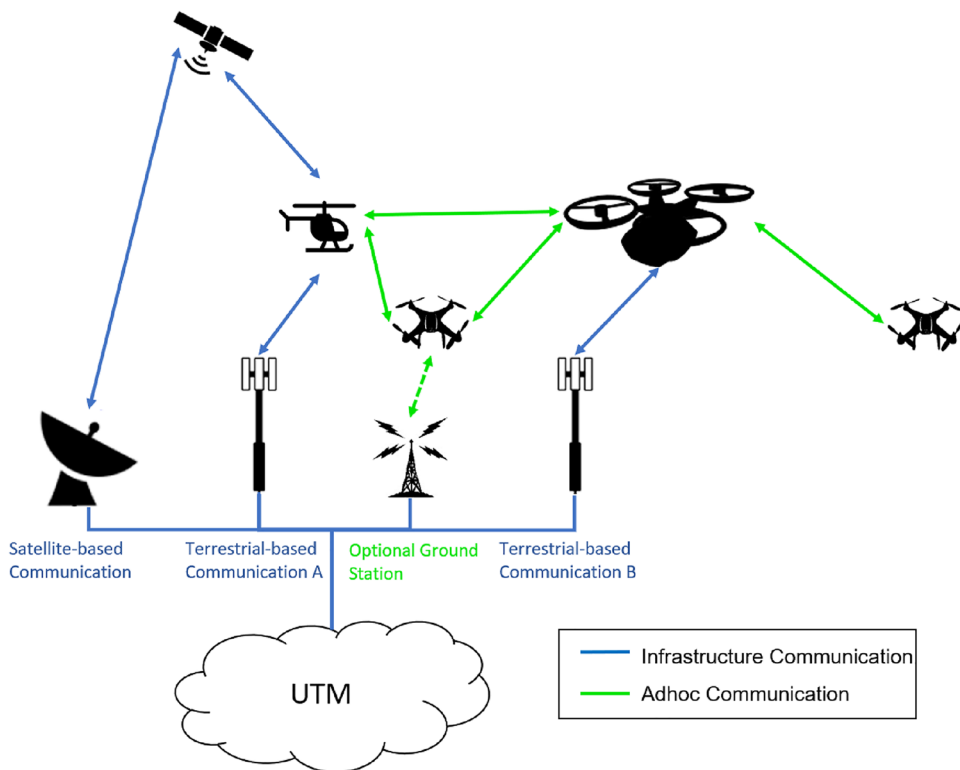 Satellite-based
Communication
Terrestrial-based
Communication A
Optional Ground
Station
Terrestrial-based
Communication B
UTM
Infrastructure Communication
Adhoc Communication